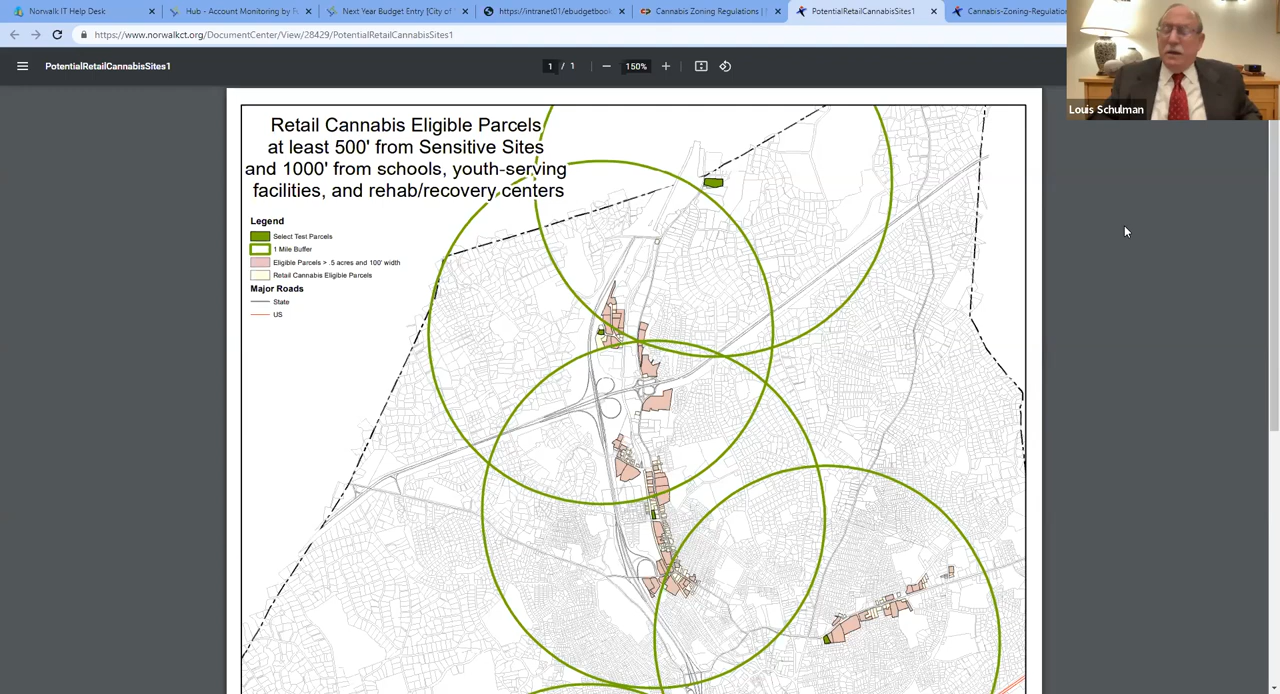 Norwalk IT Help Desk
Hub - Account Monitoring by F
Next Year Budget Entry [City of
https://intranet01/ebudgetbook
Cannabis Zoning Regulations |
PotentialRetailCannabisSites1
Cannabis-Zoning-Regulatio
https://www.norwalkct.org/DocumentCenter/View/28429/PotentialRetailCannabisSites1
PotentialRetailCannabisSites1
1 / 1
150%
Louis Schulman
Retail Cannabis Eligible Parcels
at least 500' from Sensitive Sites
and 1000' from schools, youth-serving
facilities, and rehab/recovery centers
Legend
Select Test Parcels
1 Mile Buffer
Eligible Parcels > .5 acres and 100' width
Retail Cannabis Eligible Parcels
Major Roads
State
US